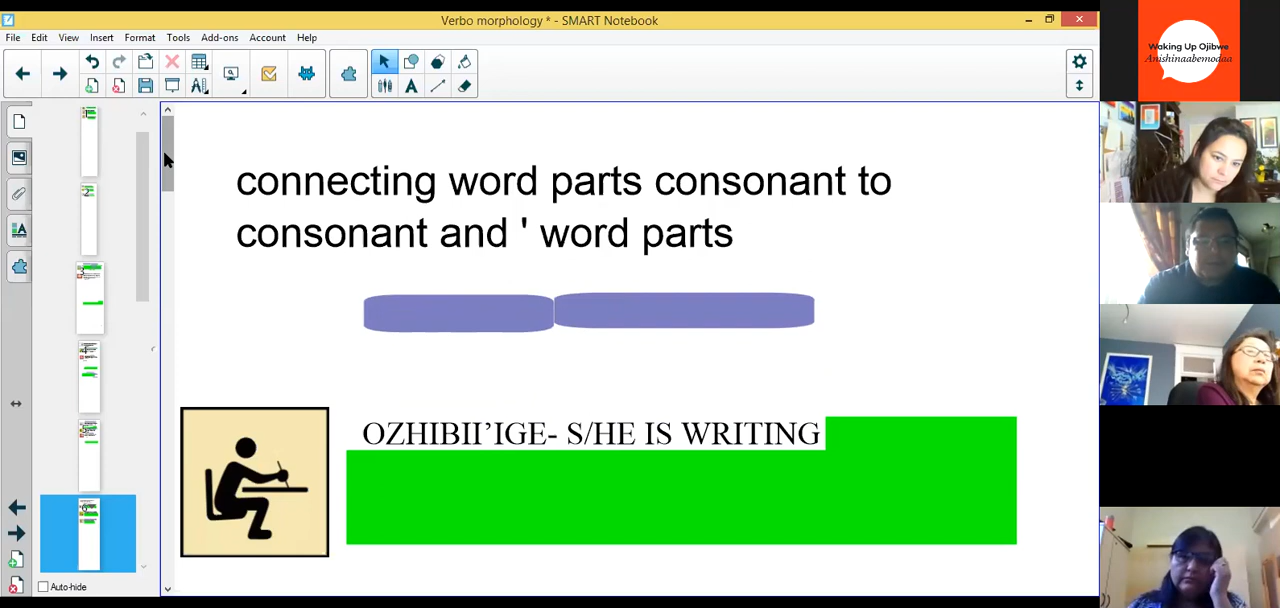 Verbo morphology * - SMART Notebook
File Edit View Insert Format Tools Add-ons Account Help
connecting word parts consonant to
consonant and ' word parts
OZHIBII’IGE- S/HE IS WRITING
Auto-hide
Waking Up Ojibwe
Anishinaabemodaa